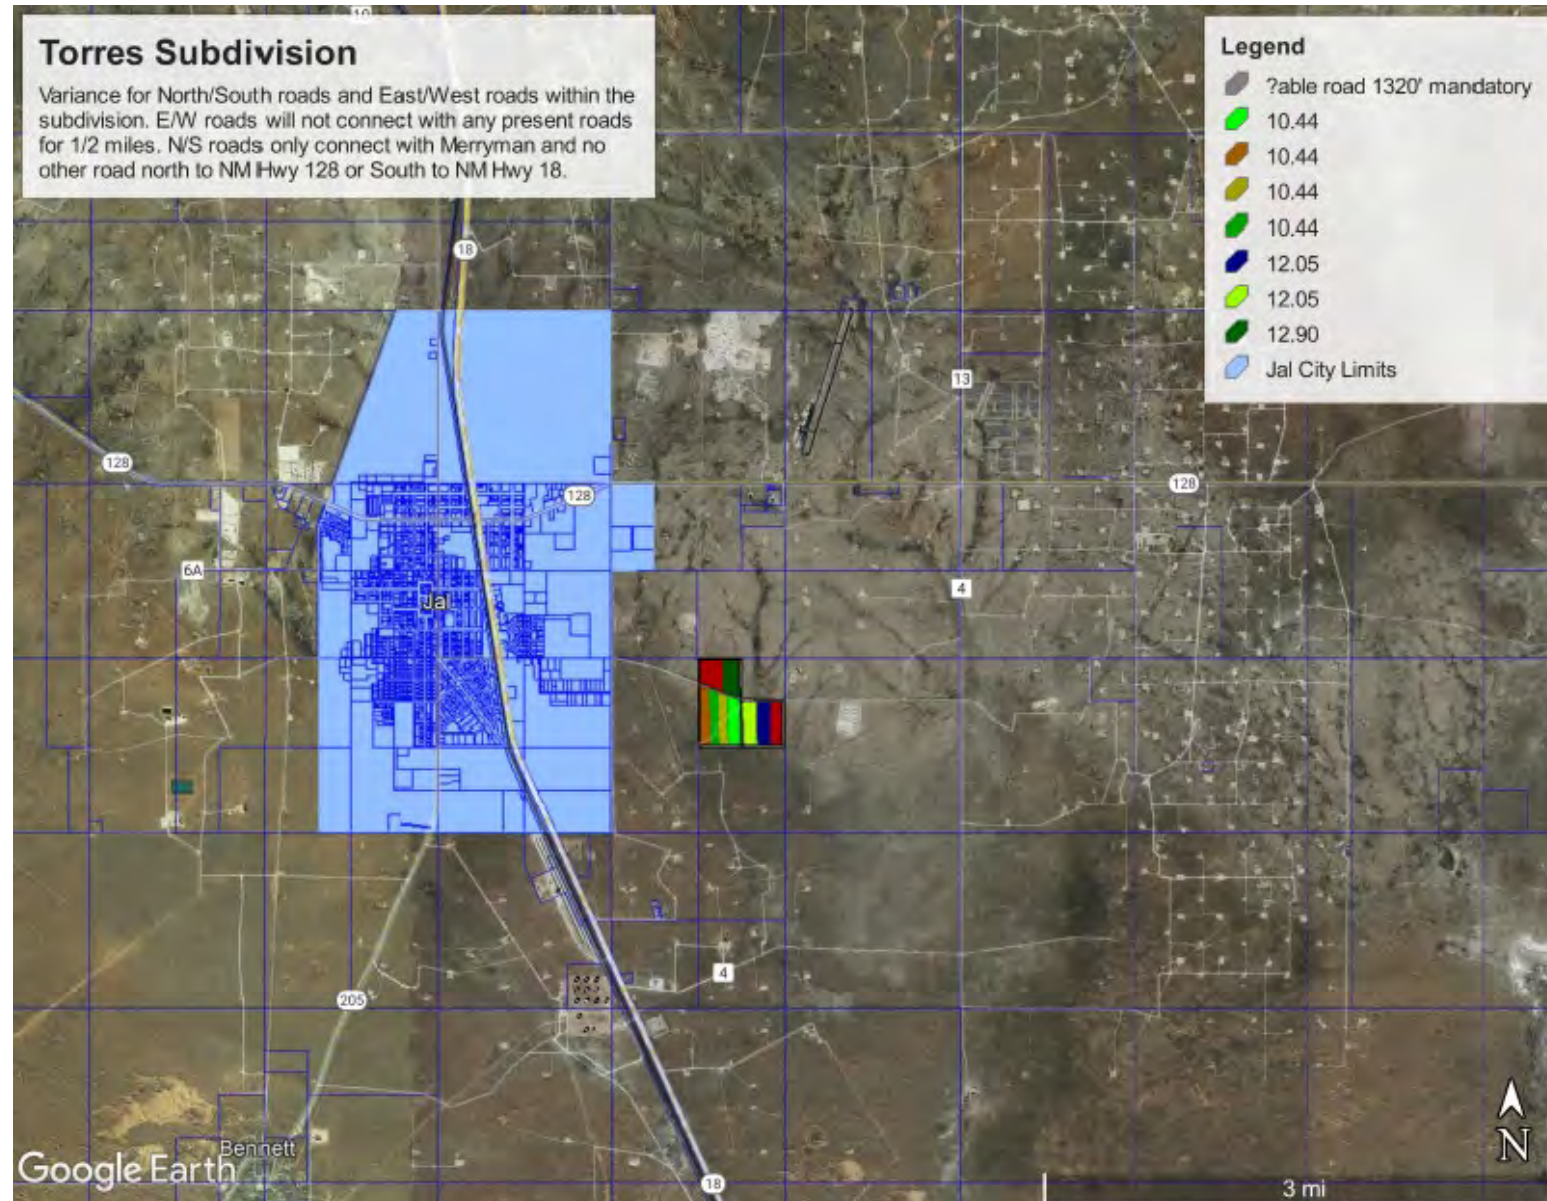 10
Torres Subdivision
Variance for North/South roads and East/West roads within the
subdivision. E/W roads will not connect with any present roads
for 1/2 miles. N/S roads only connect with Merryman and no
other road north to NM Hwy 128 or South to NM Hwy 18.
Legend
?able road 1320' mandatory
10.44
10.44
10.44
10.44
12.05
12.05
12.90
Jal City Limits
18
13
128
128
128
6A
Jal
4
4
205
Bennett
Google Earth
18
N
3 mi